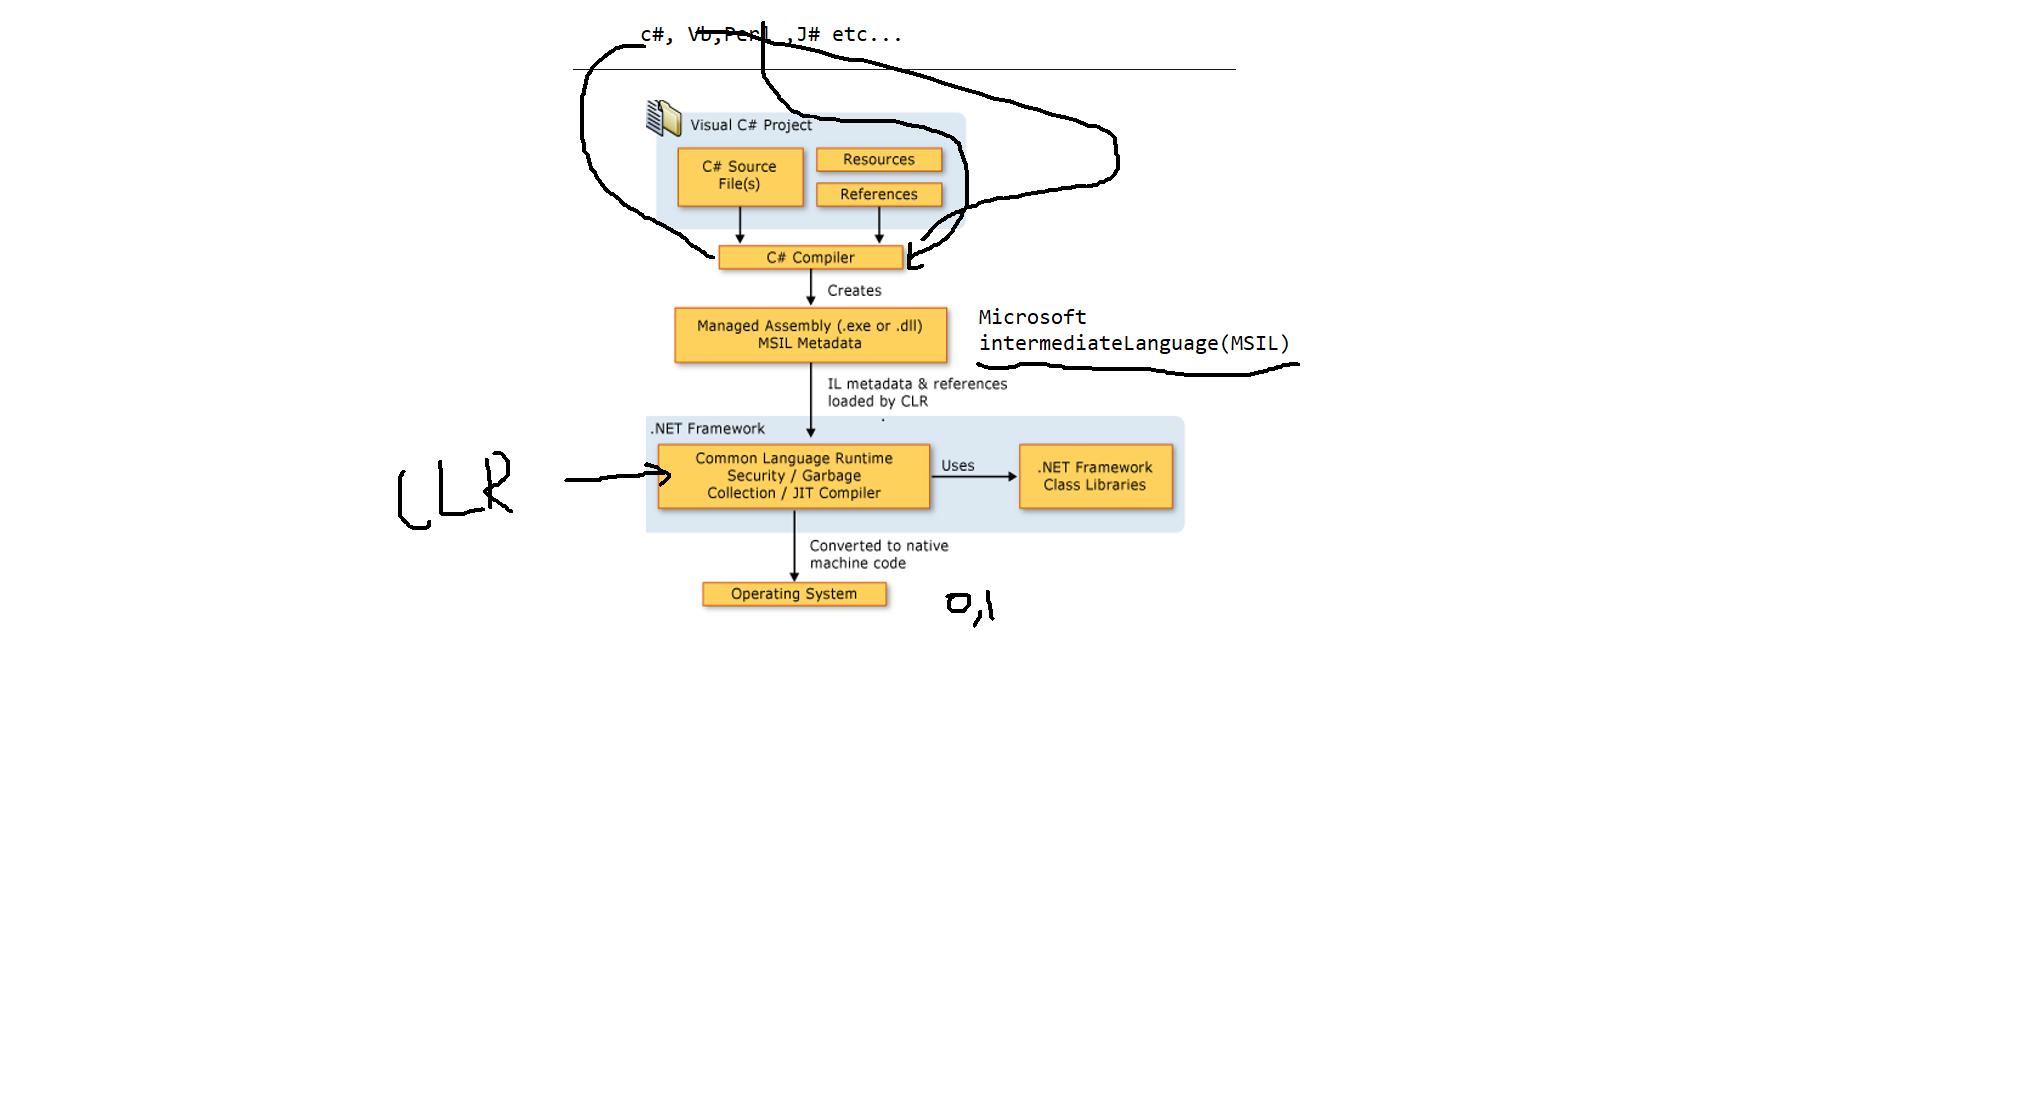 c#, Vb,Perl ,J# etc...
Visual C# Project
C# Source
File(s)
Resources
References
C# Compiler
Creates
Managed Assembly (.exe or .dll)
MSIL Metadata
Microsoft
intermediateLanguage(MSIL)
IL metadata & references
loaded by CLR
.NET Framework
CLR
Common Language Runtime
Security / Garbage
Collection / JIT Compiler
Uses
.NET Framework
Class Libraries
Converted to native
machine code
Operating System
0,1